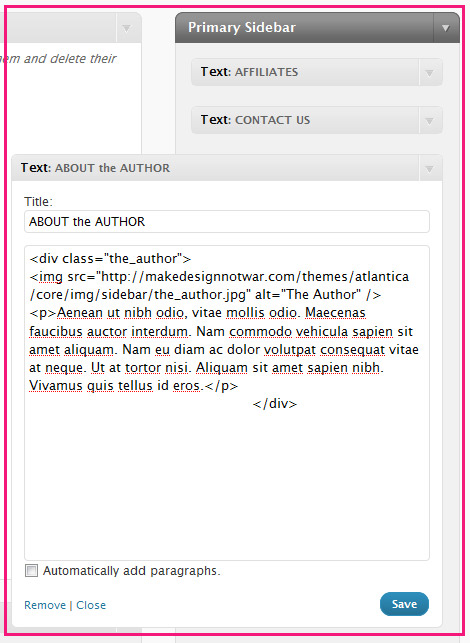 Primary Sidebar
em and delete their
Text: AFFILIATES
Text: CONTACT US
Text: ABOUT the AUTHOR
Title:
ABOUT the AUTHOR
<div class="the_author">
<img src="http://makedesignnotwar.com/themes/atlantica
/core/img/sidebar/the_author.jpg" alt="The Author" />
<p>Aenean ut nibh odio, vitae mollis odio. Maecenas
faucibus auctor interdum. Nam commodo vehicula sapien sit
amet aliquam. Nam eu diam ac dolor volutpat consequat vitae
at neque. Ut at tortor nisi. Aliquam sit amet sapien nibh.
Vivamus quis tellus id eros.</p>
</div>
Automatically add paragraphs.
Remove | Close
Save